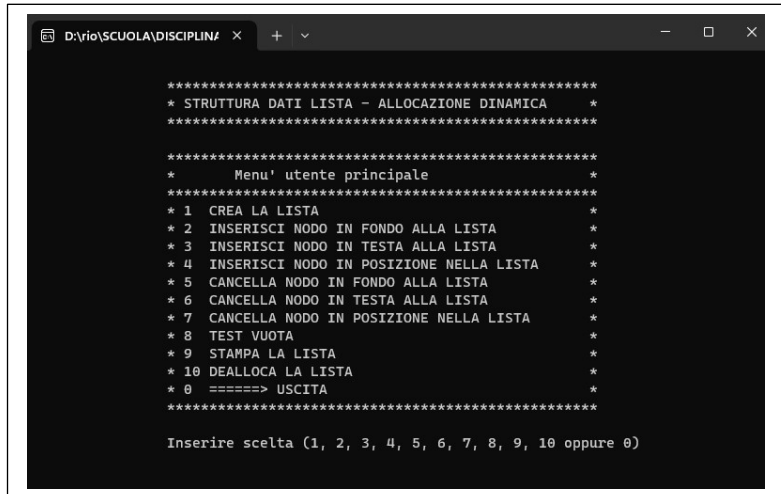 D:\rio\SCUOLA\DISCIPLINA
***************************************************
* STRUTTURA DATI LISTA - ALLOCAZIONE DINAMICA     *
***************************************************
***************************************************
*       Menu' utente principale                   *
***************************************************
* 1  CREA LA LISTA                                *
* 2  INSERISCI NODO IN FONDO ALLA LISTA           *
* 3  INSERISCI NODO IN TESTA ALLA LISTA           *
* 4  INSERISCI NODO IN POSIZIONE NELLA LISTA      *
* 5  CANCELLA NODO IN FONDO ALLA LISTA            *
* 6  CANCELLA NODO IN TESTA ALLA LISTA            *
* 7  CANCELLA NODO IN POSIZIONE NELLA LISTA       *
* 8  TEST VUOTA                                   *
* 9  STAMPA LA LISTA                              *
* 10 DEALLOCA LA LISTA                            *
* 0  ======> USCITA                               *
***************************************************
Inserire scelta (1, 2, 3, 4, 5, 6, 7, 8, 9, 10 oppure 0)